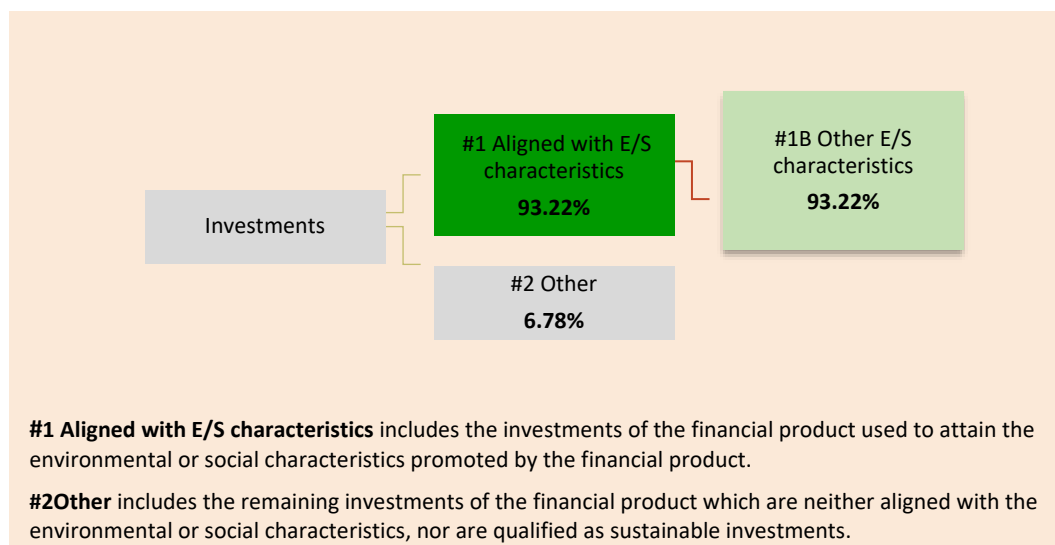 #1 Aligned with E/S
characteristics
93.22%
#1B Other E/S
characteristics
93.22%
Investments
#2 Other
6.78%
#1 Aligned with E/S characteristics includes the investments of the financial product used to attain the
environmental or social characteristics promoted by the financial product.
#2Other includes the remaining investments of the financial product which are neither aligned with the
environmental or social characteristics, nor are qualified as sustainable investments.